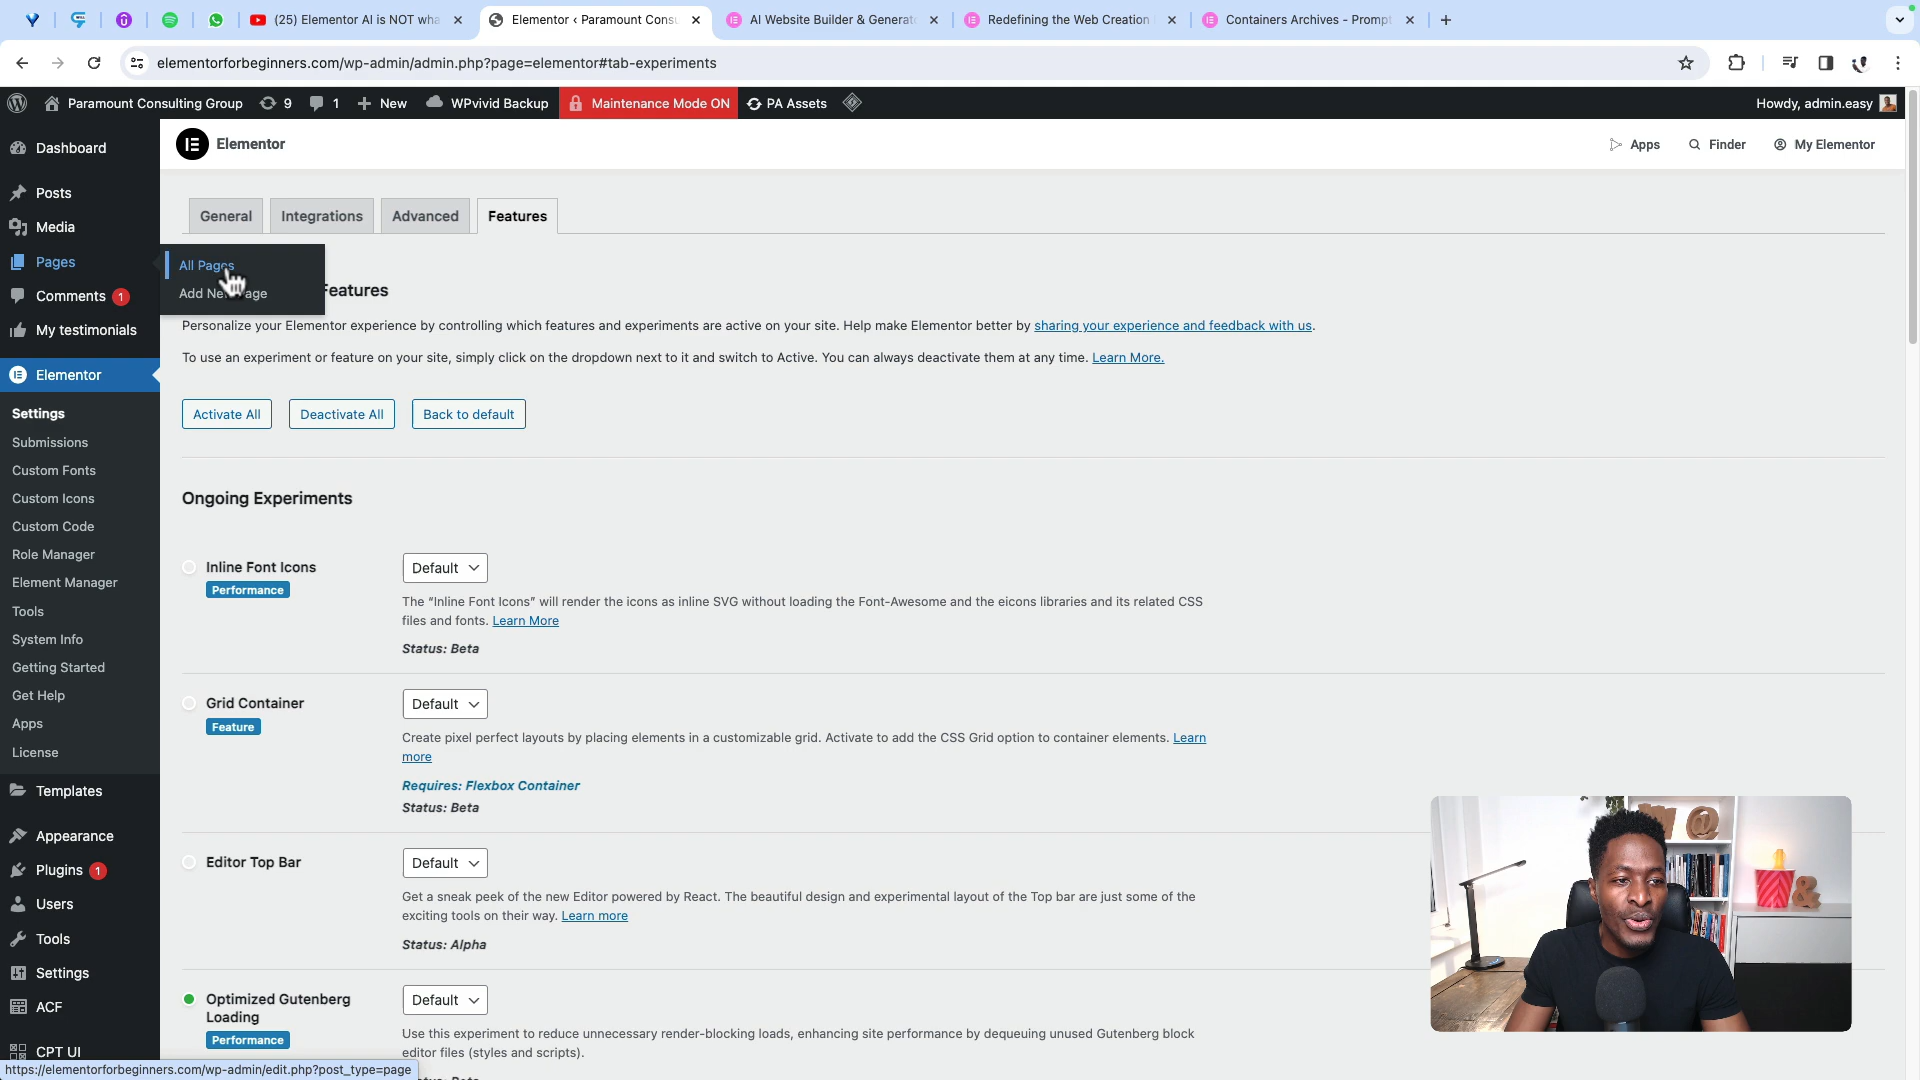 (25) Elementor AI is NOT wha
Elementor ‹ Paramount Consu
AI Website Builder & Generat
Redefining the Web Creation
Containers Archives - Prompt
elementorforbeginners.com/wp-admin/admin.php?page=elementor#tab-experiments
Paramount Consulting Group
9
1
New
WPvivid Backup
Maintenance Mode ON
PA Assets
Howdy, admin.easy
Dashboard
Posts
Media
Pages
Comments 1
My testimonials
Elementor
Settings
Submissions
Custom Fonts
Custom Icons
Custom Code
Role Manager
Element Manager
Tools
System Info
Getting Started
Get Help
Apps
License
Templates
Appearance
Plugins 1
Users
Tools
Settings
ACF
CPT UI
All Pages
Elementor
Apps
Finder
My Elementor
General
Integrations
Advanced
Features
Features
Personalize your Elementor experience by controlling which features and experiments are active on your site. Help make Elementor better by sharing your experience and feedback with us.
To use an experiment or feature on your site, simply click on the dropdown next to it and switch to Active. You can always deactivate them at any time. Learn More.
Activate All
Deactivate All
Back to default
Ongoing Experiments
Inline Font Icons
Performance
Default
The “Inline Font Icons” will render the icons as inline SVG without loading the Font-Awesome and the eicons libraries and its related CSS
files and fonts. Learn More
Status: Beta
Grid Container
Feature
Default
Create pixel perfect layouts by placing elements in a customizable grid. Activate to add the CSS Grid option to container elements. Learn
more
Requires: Flexbox Container
Status: Beta
Editor Top Bar
Default
Get a sneak peek of the new Editor powered by React. The beautiful design and experimental layout of the Top bar are just some of the
exciting tools on their way. Learn more
Status: Alpha
Optimized Gutenberg
Loading
Performance
Default
Use this experiment to reduce unnecessary render-blocking loads, enhancing site performance by dequeuing unused Gutenberg block
editor files (styles and scripts).
https://elementorforbeginners.com/wp-admin/edit.php?post_type=page